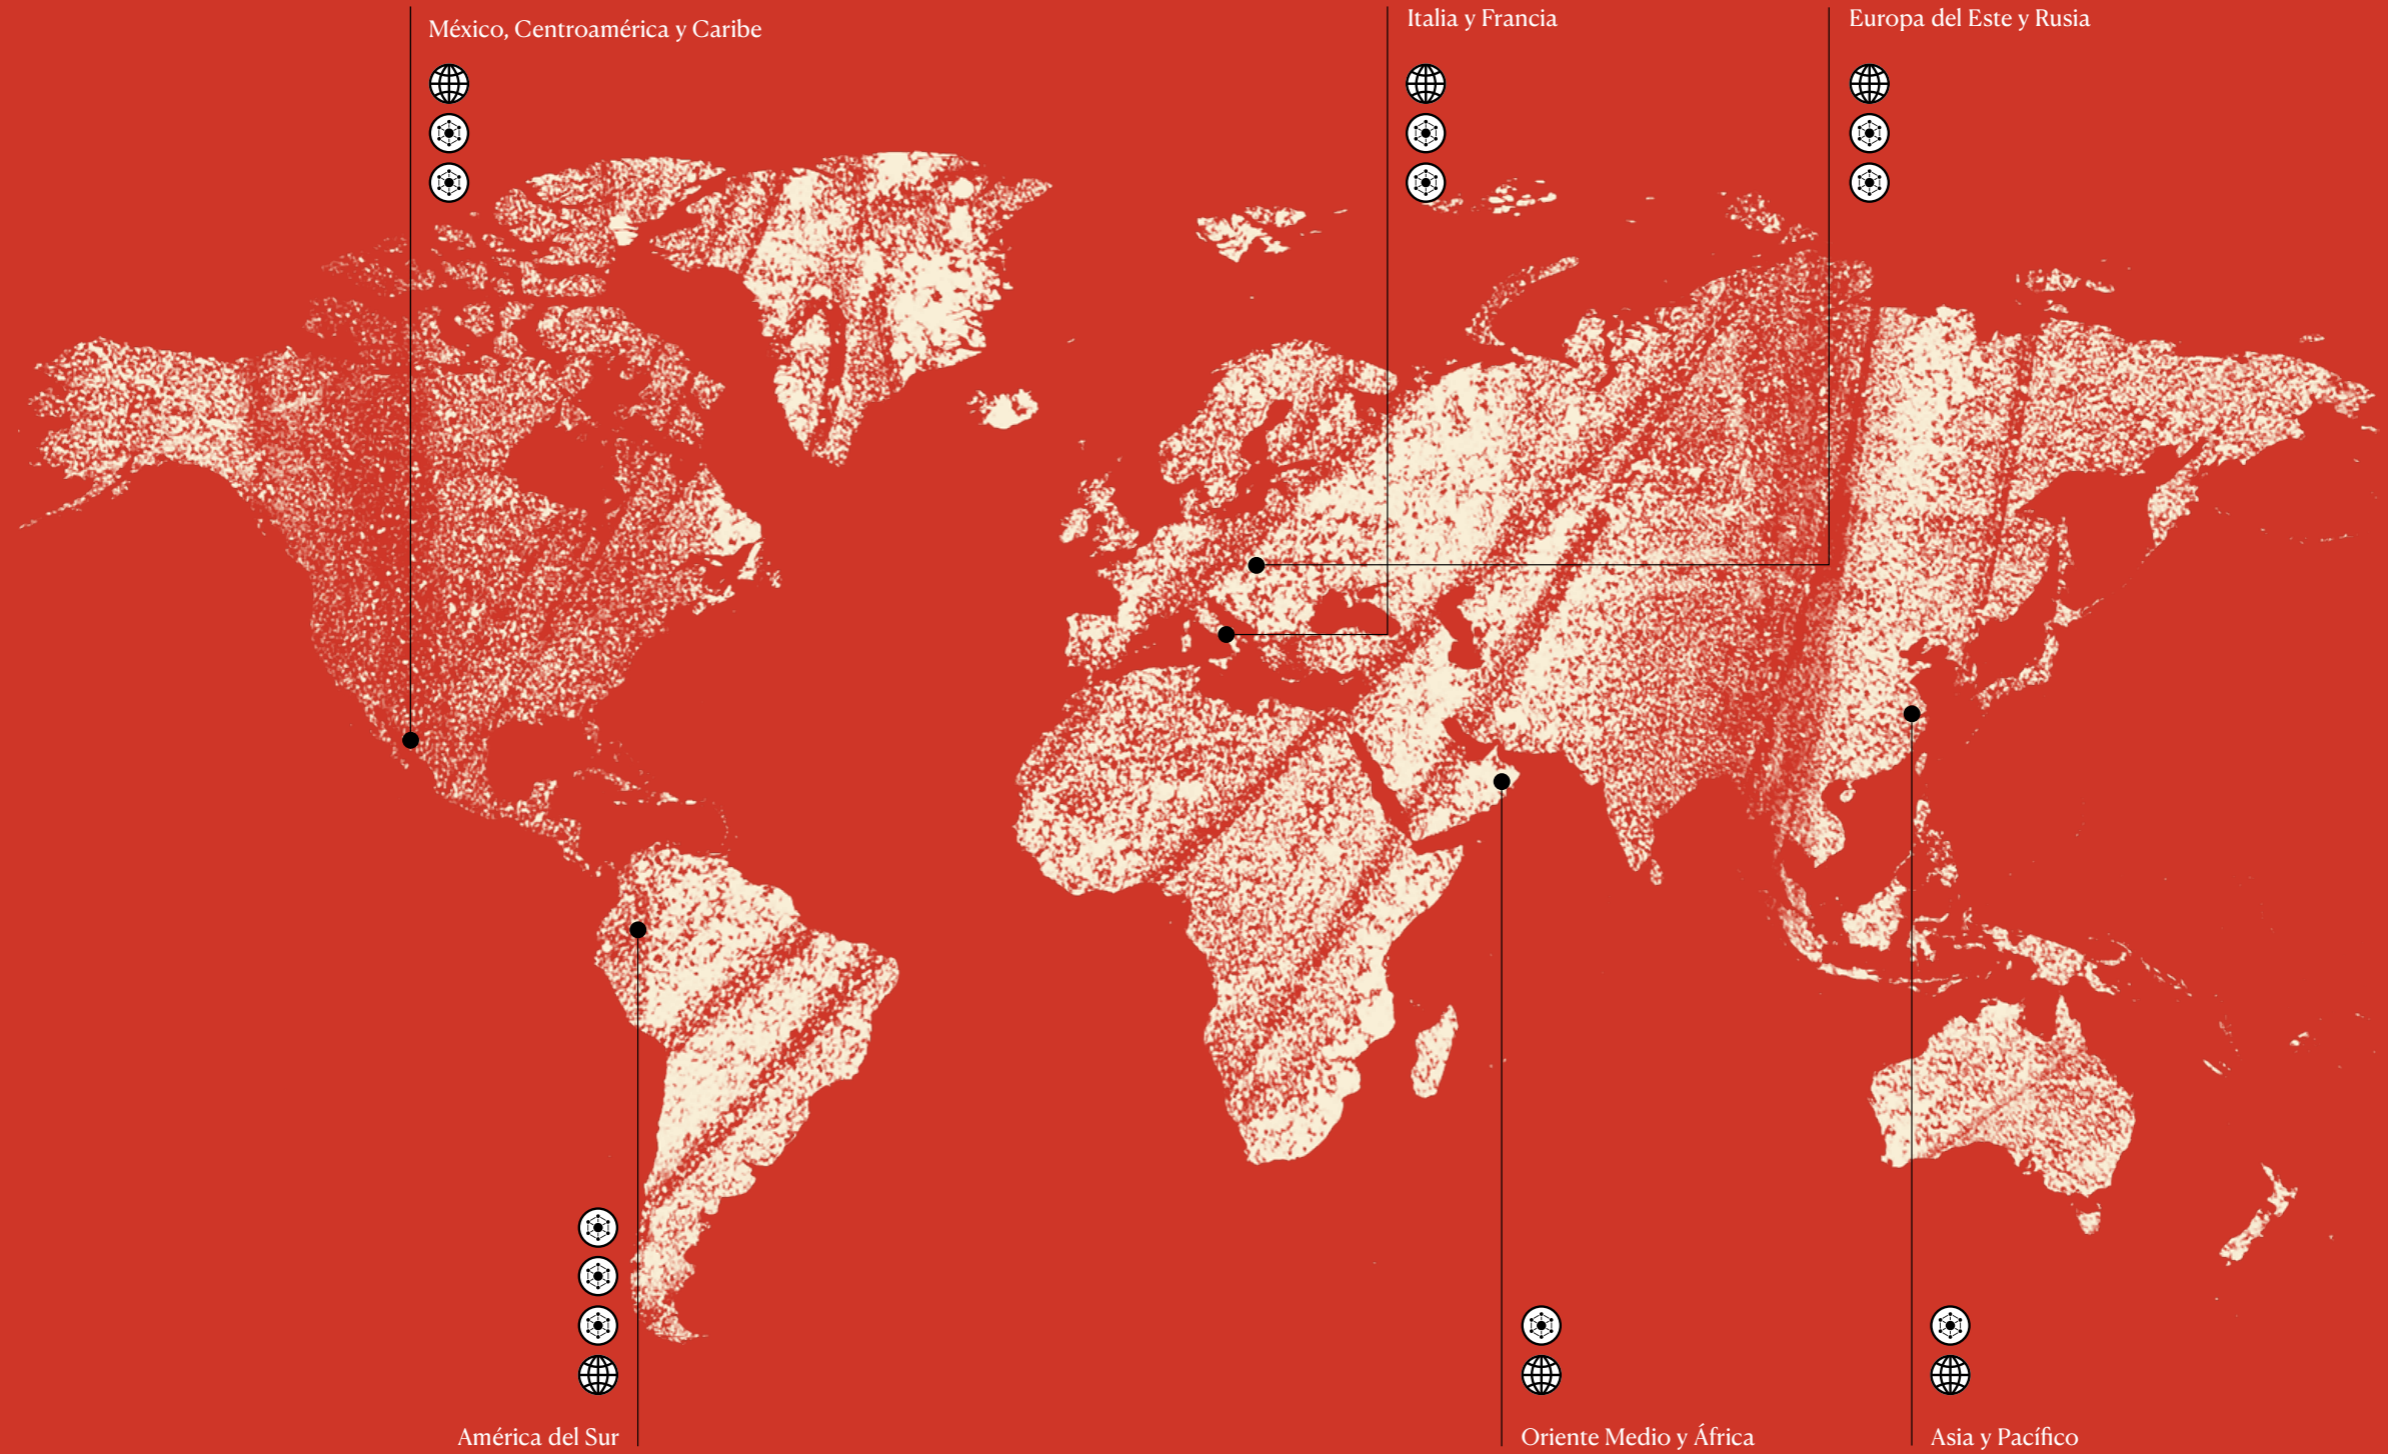 México, Centroamérica y Caribe
Italia y Francia
Europa del Este y Rusia
América del Sur
Oriente Medio y África
Asia y Pacífico